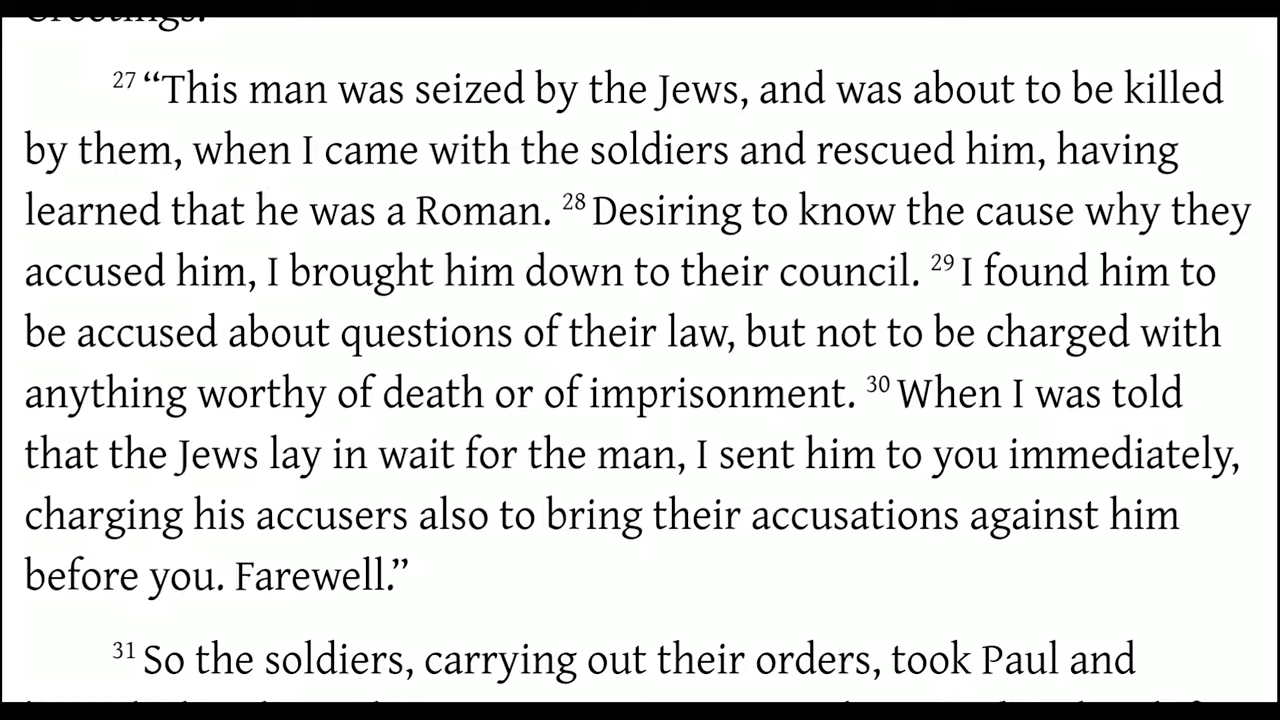 Greetings.
27 “This man was seized by the Jews, and was about to be killed
by them, when I came with the soldiers and rescued him, having
learned that he was a Roman. 28 Desiring to know the cause why they
accused him, I brought him down to their council. 29 I found him to
be accused about questions of their law, but not to be charged with
anything worthy of death or of imprisonment. 30 When I was told
that the Jews lay in wait for the man, I sent him to you immediately,
charging his accusers also to bring their accusations against him
before you. Farewell.”
31 So the soldiers, carrying out their orders, took Paul and